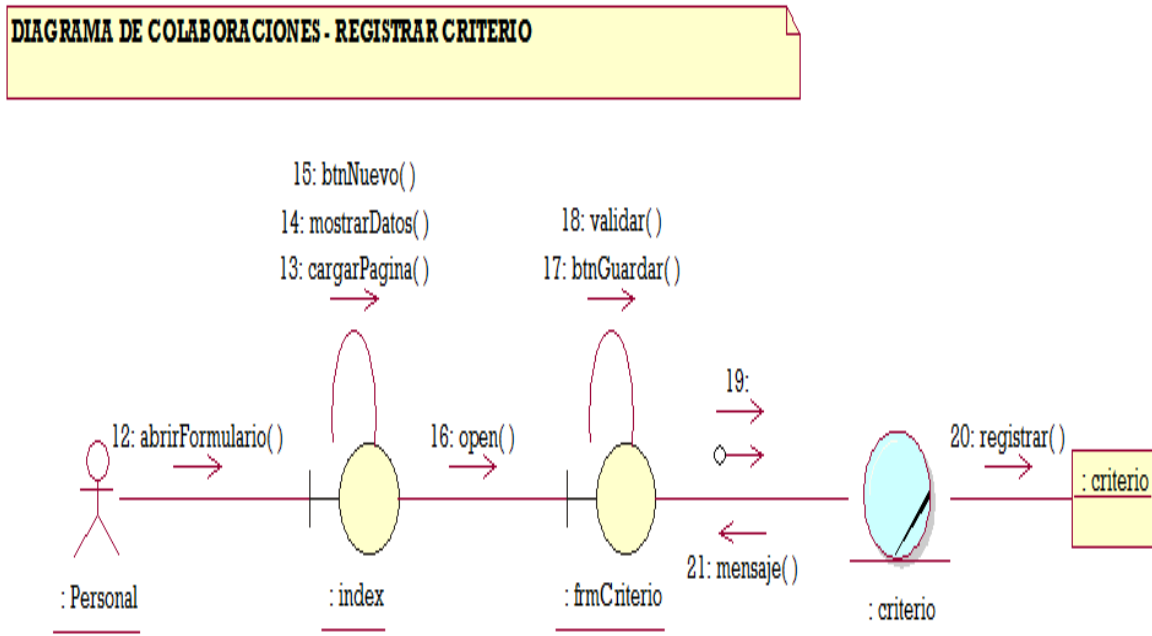 DIAGRAMA DE COLABORACIONES - REGISTRAR CRITERIO
15: btnNuevo( )
14: mostrarDatos( )
13: cargarPagina( )
18: validar( )
17: btnGuardar( )
19:
12: abrirFormulario( )
16: open( )
20: registrar( )
: criterio
21: mensaje( )
: Personal
: index
: frmCriterio
: criterio